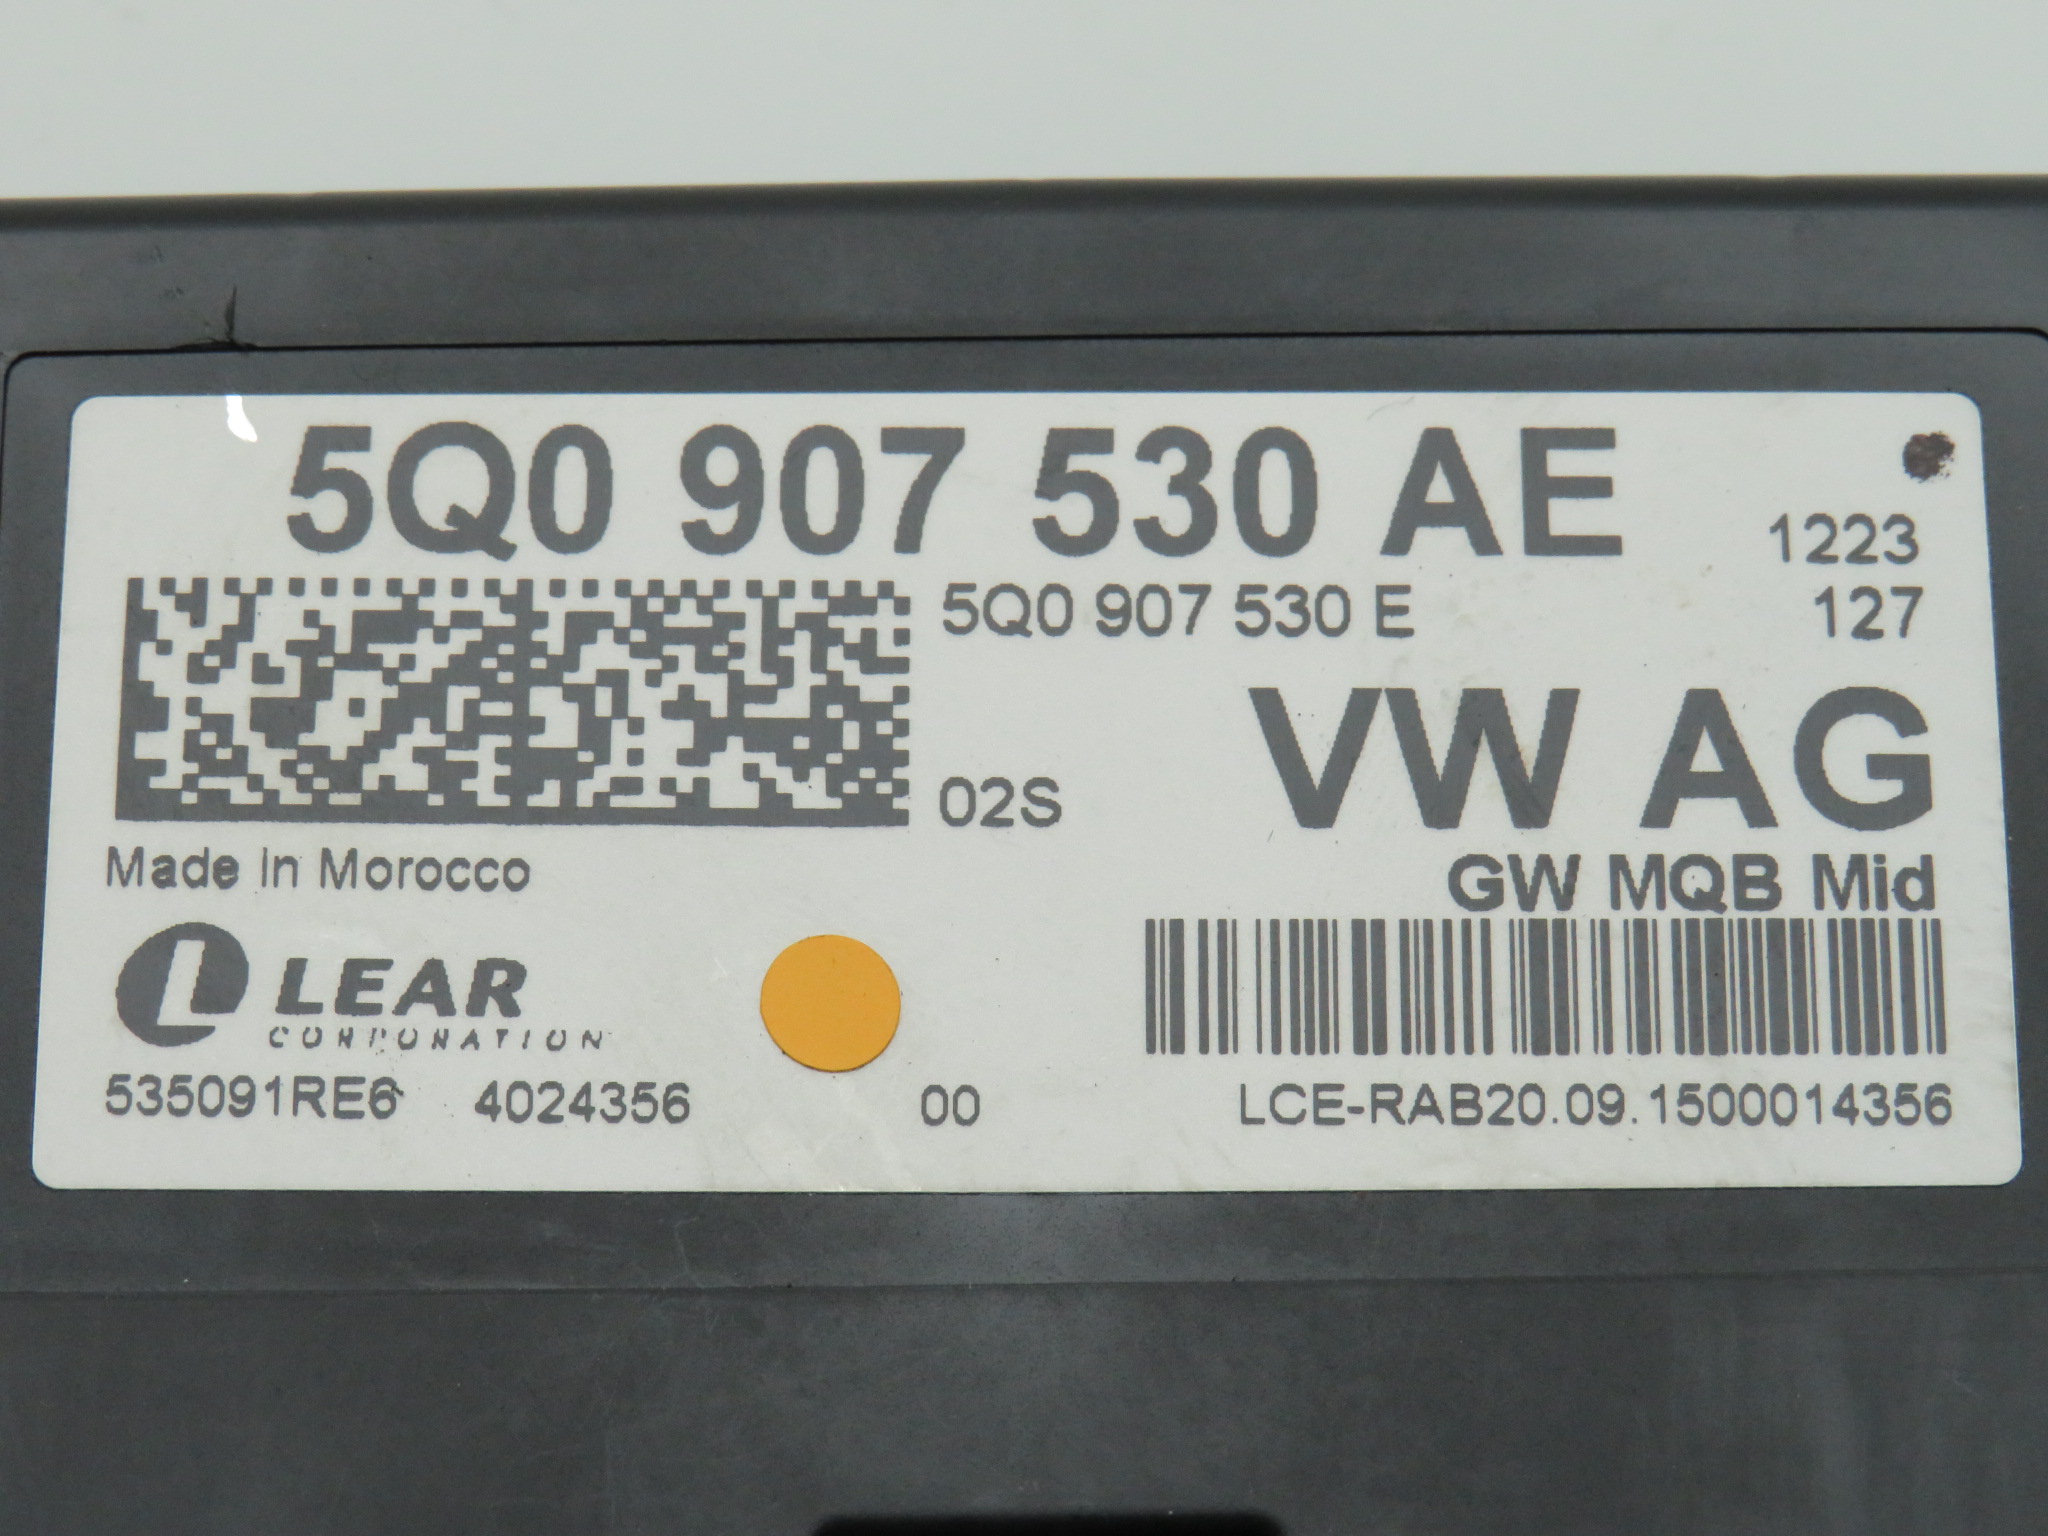 5Q0 907 530 AE
1223
5Q0 907 530 E
127
VW AG
02S
GW MQB Mid
Made in Morocco
LEAR
CORPORATION
535091RE6 4024356 00 LCE-RAB20.09.1500014356